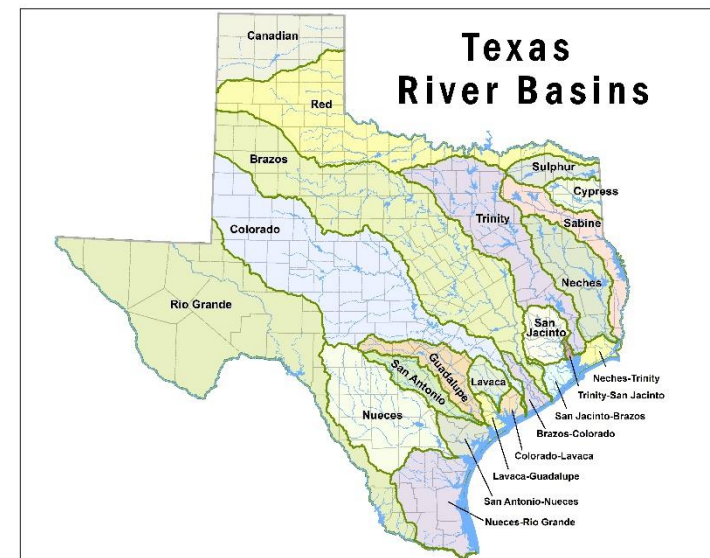 Texas
River Basins
Canadian
Red
Brazos
Sulphur
Cypress
Trinity
Sabine
Colorado
Neches
Rio Grande
San
Jacinto
Guadalupe
San Antonio
Lavaca
Nueces
Neches-Trinity
Trinity-San Jacinto
San Jacinto-Brazos
Brazos-Colorado
Colorado-Lavaca
Lavaca-Guadalupe
San Antonio-Nueces
Nueces-Rio Grande